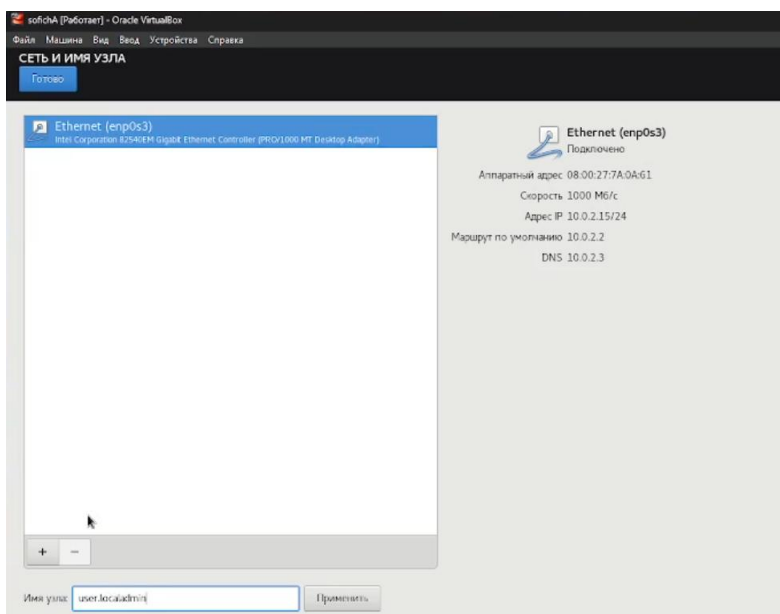 sofichA [Работает] - Oracle VirtualBox
Файл Машина Вид Ввод Устройства Справка
СЕТЬ И ИМЯ УЗЛА
Готово
Ethernet (enp0s3)
Intel Corporation 82540EM Gigabit Ethernet Controller (PRO/1000 MT Desktop Adapter)
Ethernet (enp0s3)
Подключено
Аппаратный адрес 08:00:27:7A:0A:61
Скорость 1000 Мб/с
Адрес IP 10.0.2.15/24
Маршрут по умолчанию 10.0.2.2
DNS 10.0.2.3
+ −
Имя узла: user.localadmin Применить